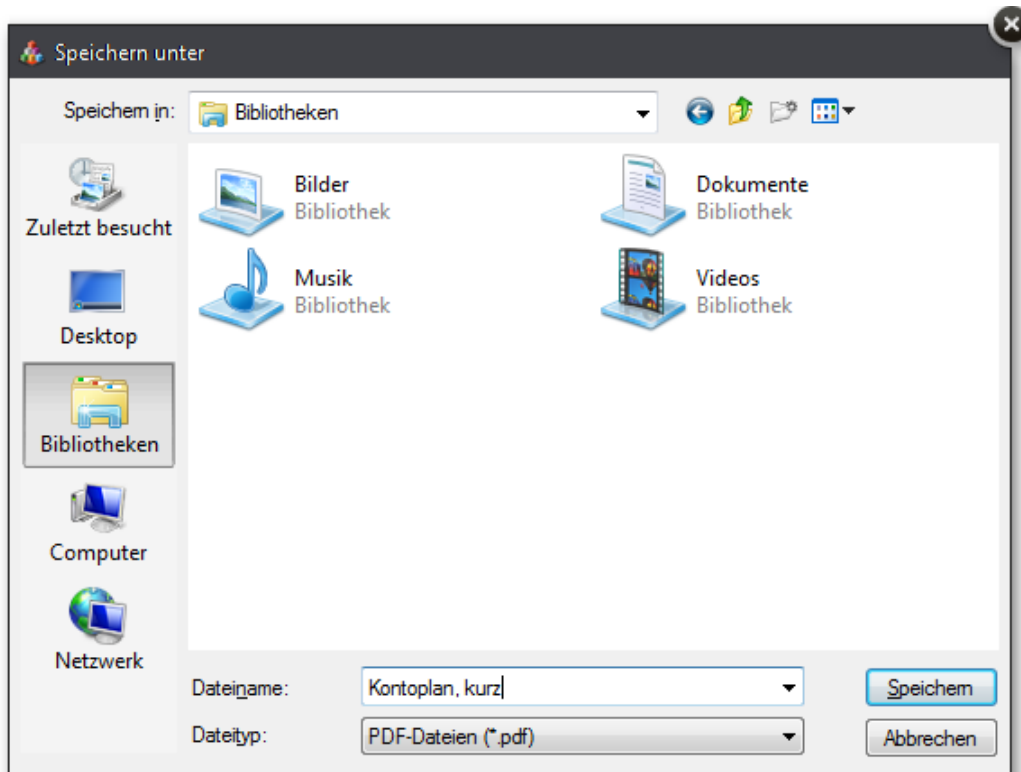 Speichern unter
Speichern in:
Bibliotheken
Zuletzt besucht
Desktop
Bibliotheken
Computer
Netzwerk
Bilder
Bibliothek
Dokumente
Bibliothek
Musik
Bibliothek
Videos
Bibliothek
Dateiname:
Kontoplan, kurz
Speichern
Dateityp:
PDF-Dateien (*.pdf)
Abbrechen